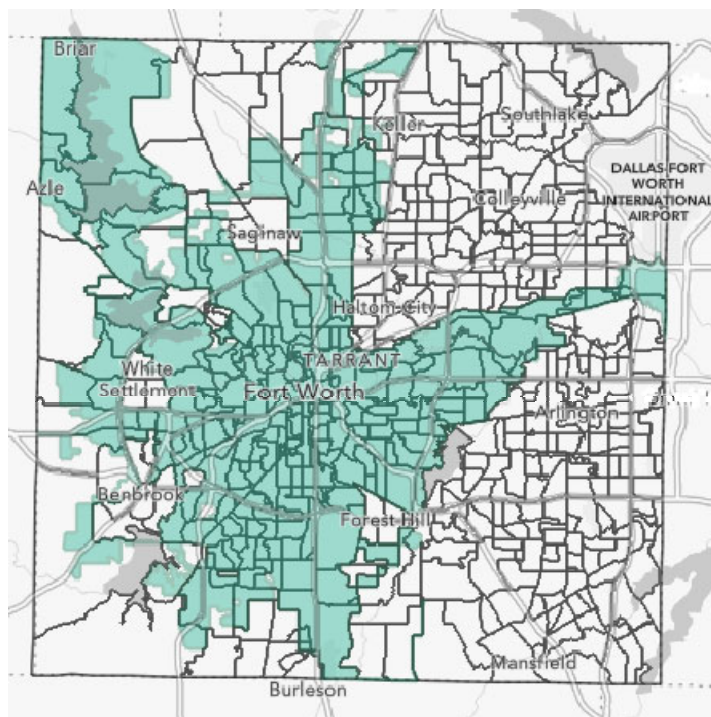 Briar
Keller
Southlake
DALLAS-FORT
WORTH
INTERNATIONAL
AIRPORT
Azle
Colleyville
Saginaw
Haltom City
TARRANT
White
Settlement
Fort Worth
Arlington
Benbrook
Forest Hill
Mansfield
Burleson